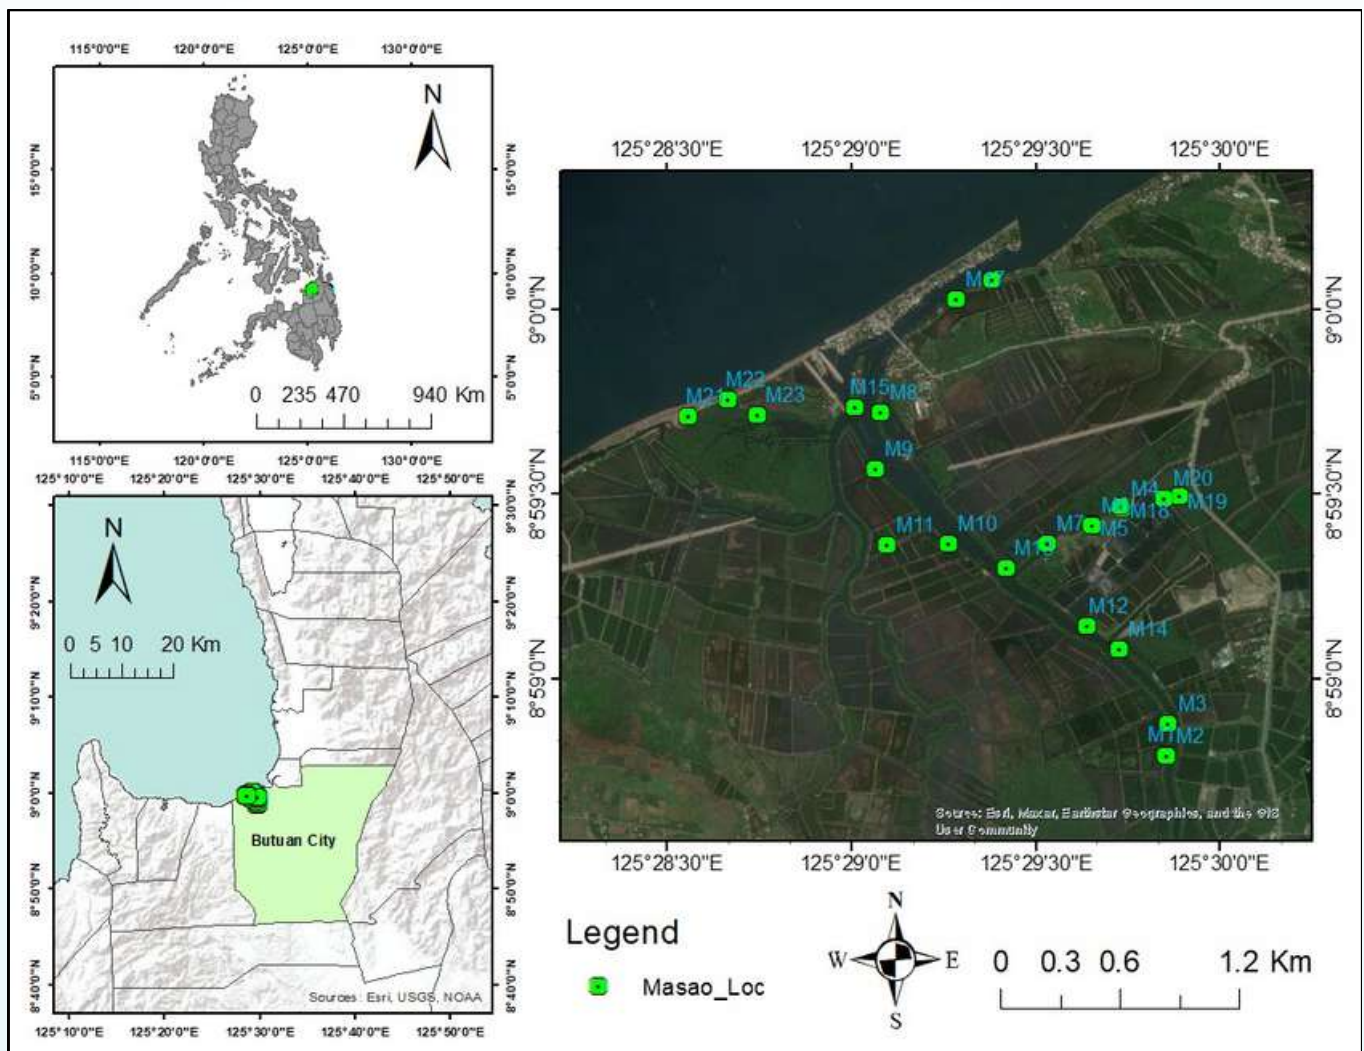 115°0'0"E 120°0'0"E 125°0'0"E 130°0'0"E
N
15°0'0"N
15°0'0"N
10°0'0"N
10°0'0"N
5°0'0"N
5°0'0"N
0 235 470 940 Km
115°0'0"E 120°0'0"E 125°0'0"E 130°0'0"E
125°10'0"E 125°20'0"E 125°30'0"E 125°40'0"E 125°50'0"E
N
0 5 10 20 Km
9°30'0"N
9°20'0"N
9°20'0"N
9°10'0"N
9°10'0"N
9°0'0"N
9°0'0"N
8°50'0"N
8°50'0"N
8°40'0"N
8°40'0"N
9°30'0"N
Butuan City
Sources: Esri, USGS, NOAA
125°10'0"E 125°20'0"E 125°30'0"E 125°40'0"E 125°50'0"E
125°28'30"E 125°29'0"E 125°29'30"E 125°30'0"E
9°0'0"N
9°0'0"N
8°59'30"N
8°59'30"N
8°59'0"N
8°59'0"N
M22
M21
M23
M15
M8
M9
M20
M4
M19
M18
M7
M5
M11
M10
M12
M14
M3
M2
Source: Esri, Maxar, Earthstar Geographics, and the GIS
User Community
125°28'30"E 125°29'0"E 125°29'30"E 125°30'0"E
Legend
Masao_Loc
N
W E
S
0 0.3 0.6 1.2 Km